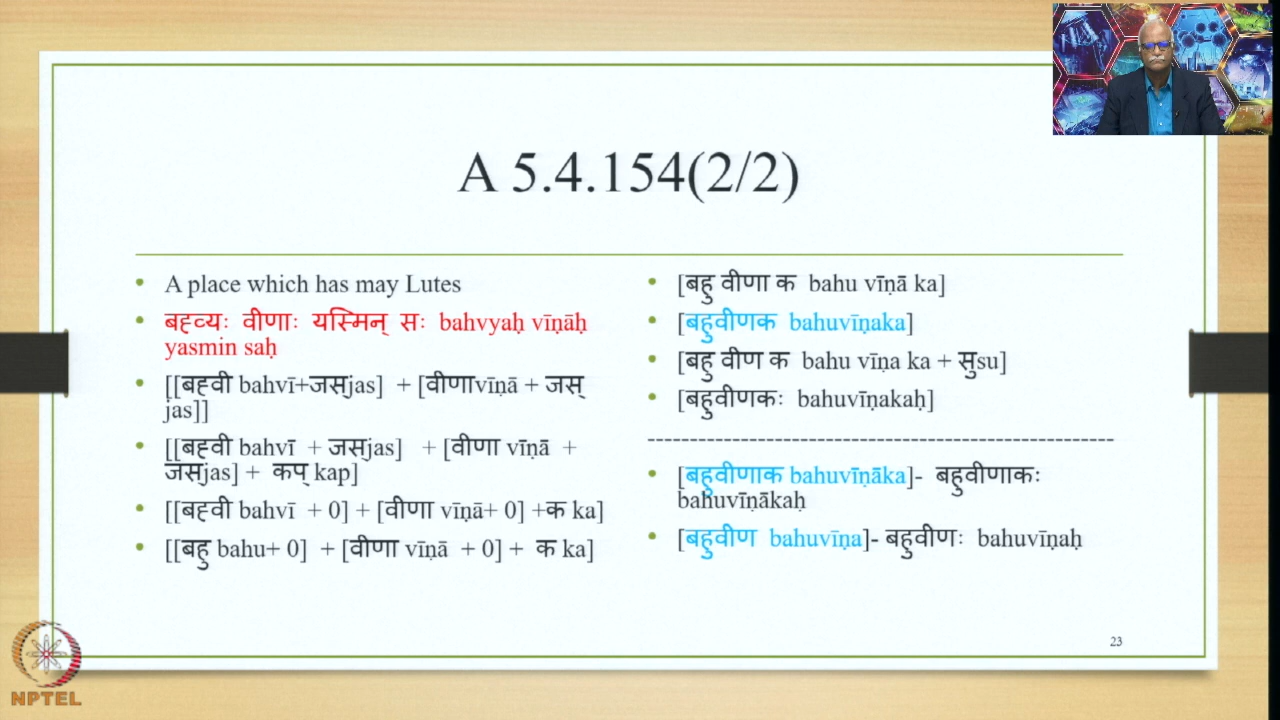 A 5.4.154(2/2)
• A place which has may Lutes
• बह्व्यः वीणाः यस्मिन् सः bahvyaḥ vīṇāḥ
yasmin saḥ
• [[बह्वी bahvī+जस्jas] + [वीणाvīṇā + जस्
jas]]
• [[बह्वी bahvī + जस्jas] + [वीणा vīṇā +
जस्jas] + कप् kap]
• [[बह्वी bahvī + 0] + [वीणा vīṇā+ 0] +क ka]
• [[बहु bahu+ 0] + [वीणा vīṇā + 0] + क ka]
• [बहु वीणा क bahu vīṇā ka]
• [बहुवीणक bahuvīṇaka]
• [बहु वीण क bahu vīṇa ka + सुsu]
• [बहुवीणकः bahuvīṇakaḥ]
------------------------------------------------------
• [बहुवीणाक bahuvīṇāka]- बहुवीणाकः
bahuvīṇākaḥ
• [बहुवीण bahuvīṇa]- बहुवीणः bahuvīṇaḥ
23
NPTEL